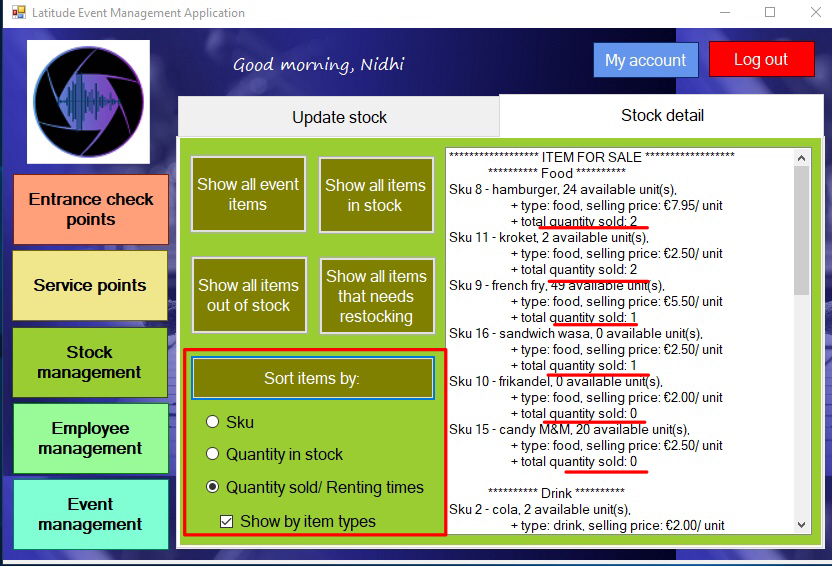 Latitude Event Management Application
Good morning, Nidhi
My account
Log out
Entrance check
points
Service points
Stock
management
Employee
management
Event
management
Update stock
Stock detail
Show all event
items
Show all items
in stock
Show all items
out of stock
Show all items
that needs
restocking
Sort items by:
Sku
Quantity in stock
Quantity sold/ Renting times
Show by item types
****************** ITEM FOR SALE ******************
********** Food **********
Sku 8 - hamburger, 24 available unit(s),
+ type: food, selling price: €7.95/ unit
+ total quantity sold: 2
Sku 11 - kroket, 2 available unit(s),
+ type: food, selling price: €2.50/ unit
+ total quantity sold: 2
Sku 9 - french fry, 49 available unit(s),
+ type: food, selling price: €5.50/ unit
+ total quantity sold: 1
Sku 16 - sandwich wasa, 0 available unit(s),
+ type: food, selling price: €2.50/ unit
+ total quantity sold: 1
Sku 10 - frikandel, 0 available unit(s),
+ type: food, selling price: €2.00/ unit
+ total quantity sold: 0
Sku 15 - candy M&M, 20 available unit(s),
+ type: food, selling price: €2.50/ unit
+ total quantity sold: 0
********** Drink **********
Sku 2 - cola, 2 available unit(s),
+ type: drink, selling price: €2.00/ unit